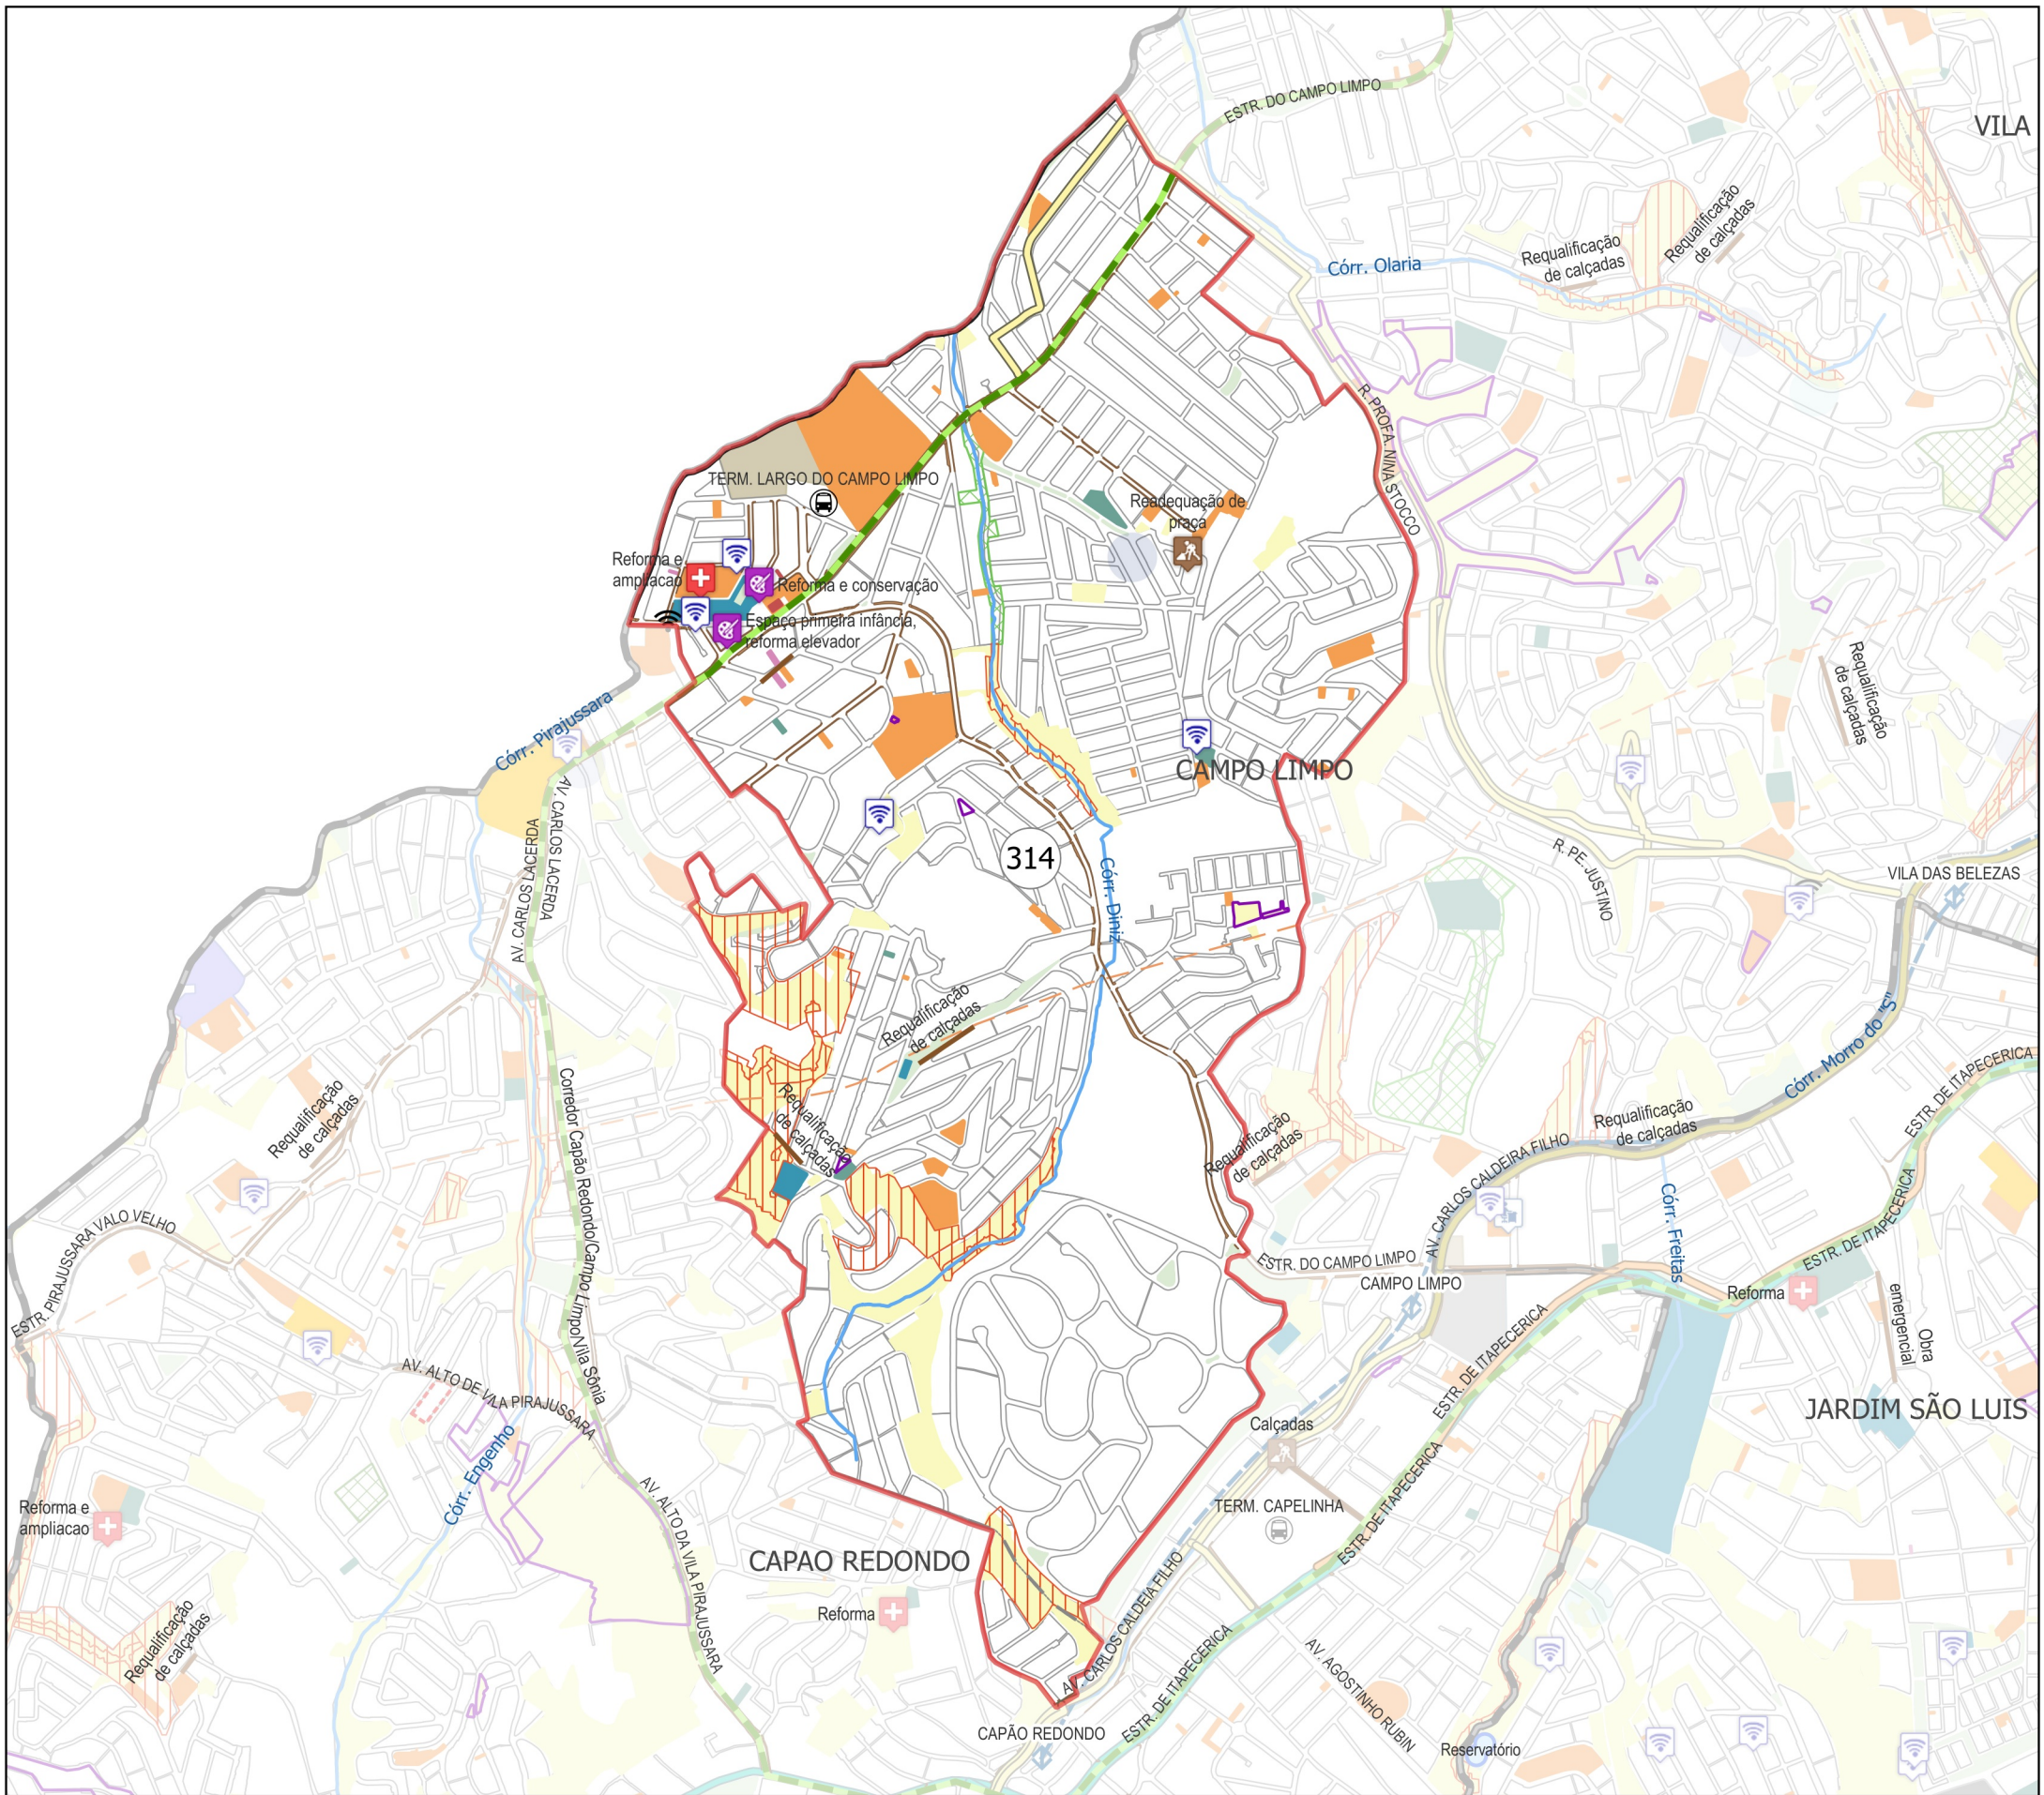 ESTR. DO CAMPO LIMPO
VILA
Requalificação
de calçadas
Requalificação
de calçadas
Córr. Olaria
R. PROFA. NINA STOCCO
TERM. LARGO DO CAMPO LIMPO
Readequação de
praça
Reforma e
ampliacao
Reforma e conservação
Espaço primeira infância,
reforma elevador
Requalificação
de calçadas
Córr. Pirajussara
CAMPO LIMPO
AV. CARLOS LACERDA
AV. CARLOS LACERDA
314
Córr. Diniz
R. PE. JUSTINO
VILA DAS BELEZAS
Requalificação
de calçadas
Córr. Morro do "S"
Requalificação
de calçadas
Requalificação
de calçadas
Corredor Capão Redondo/Campo Limpo/Vila Sônia
Requalificação
de calçadas
Requalificação
de calçadas
ESTR. DE ITAPECERICA
AV. CARLOS CALDEIRA FILHO
Córr. Freitas
ESTR. PIRAJUSSARA VALO VELHO
ESTR. DO CAMPO LIMPO
CAMPO LIMPO
ESTR. DE ITAPECERICA
Reforma
Obra
emergencial
ESTR. DE ITAPECERICA
AV. ALTO DE VILA PIRAJUSSARA
JARDIM SÃO LUIS
Calçadas
Córr. Engenho
ESTR. DE ITAPECERICA
Reforma e
ampliacao
TERM. CAPELINHA
AV. ALTO DA VILA PIRAJUSSARA
CAPAO REDONDO
Reforma
AV. CARLOS CALDEIA FILHO
Requalificação
de calçadas
ESTR. DE ITAPECERICA
AV. AGOSTINHO RUBIN
CAPÃO REDONDO
Reservatório